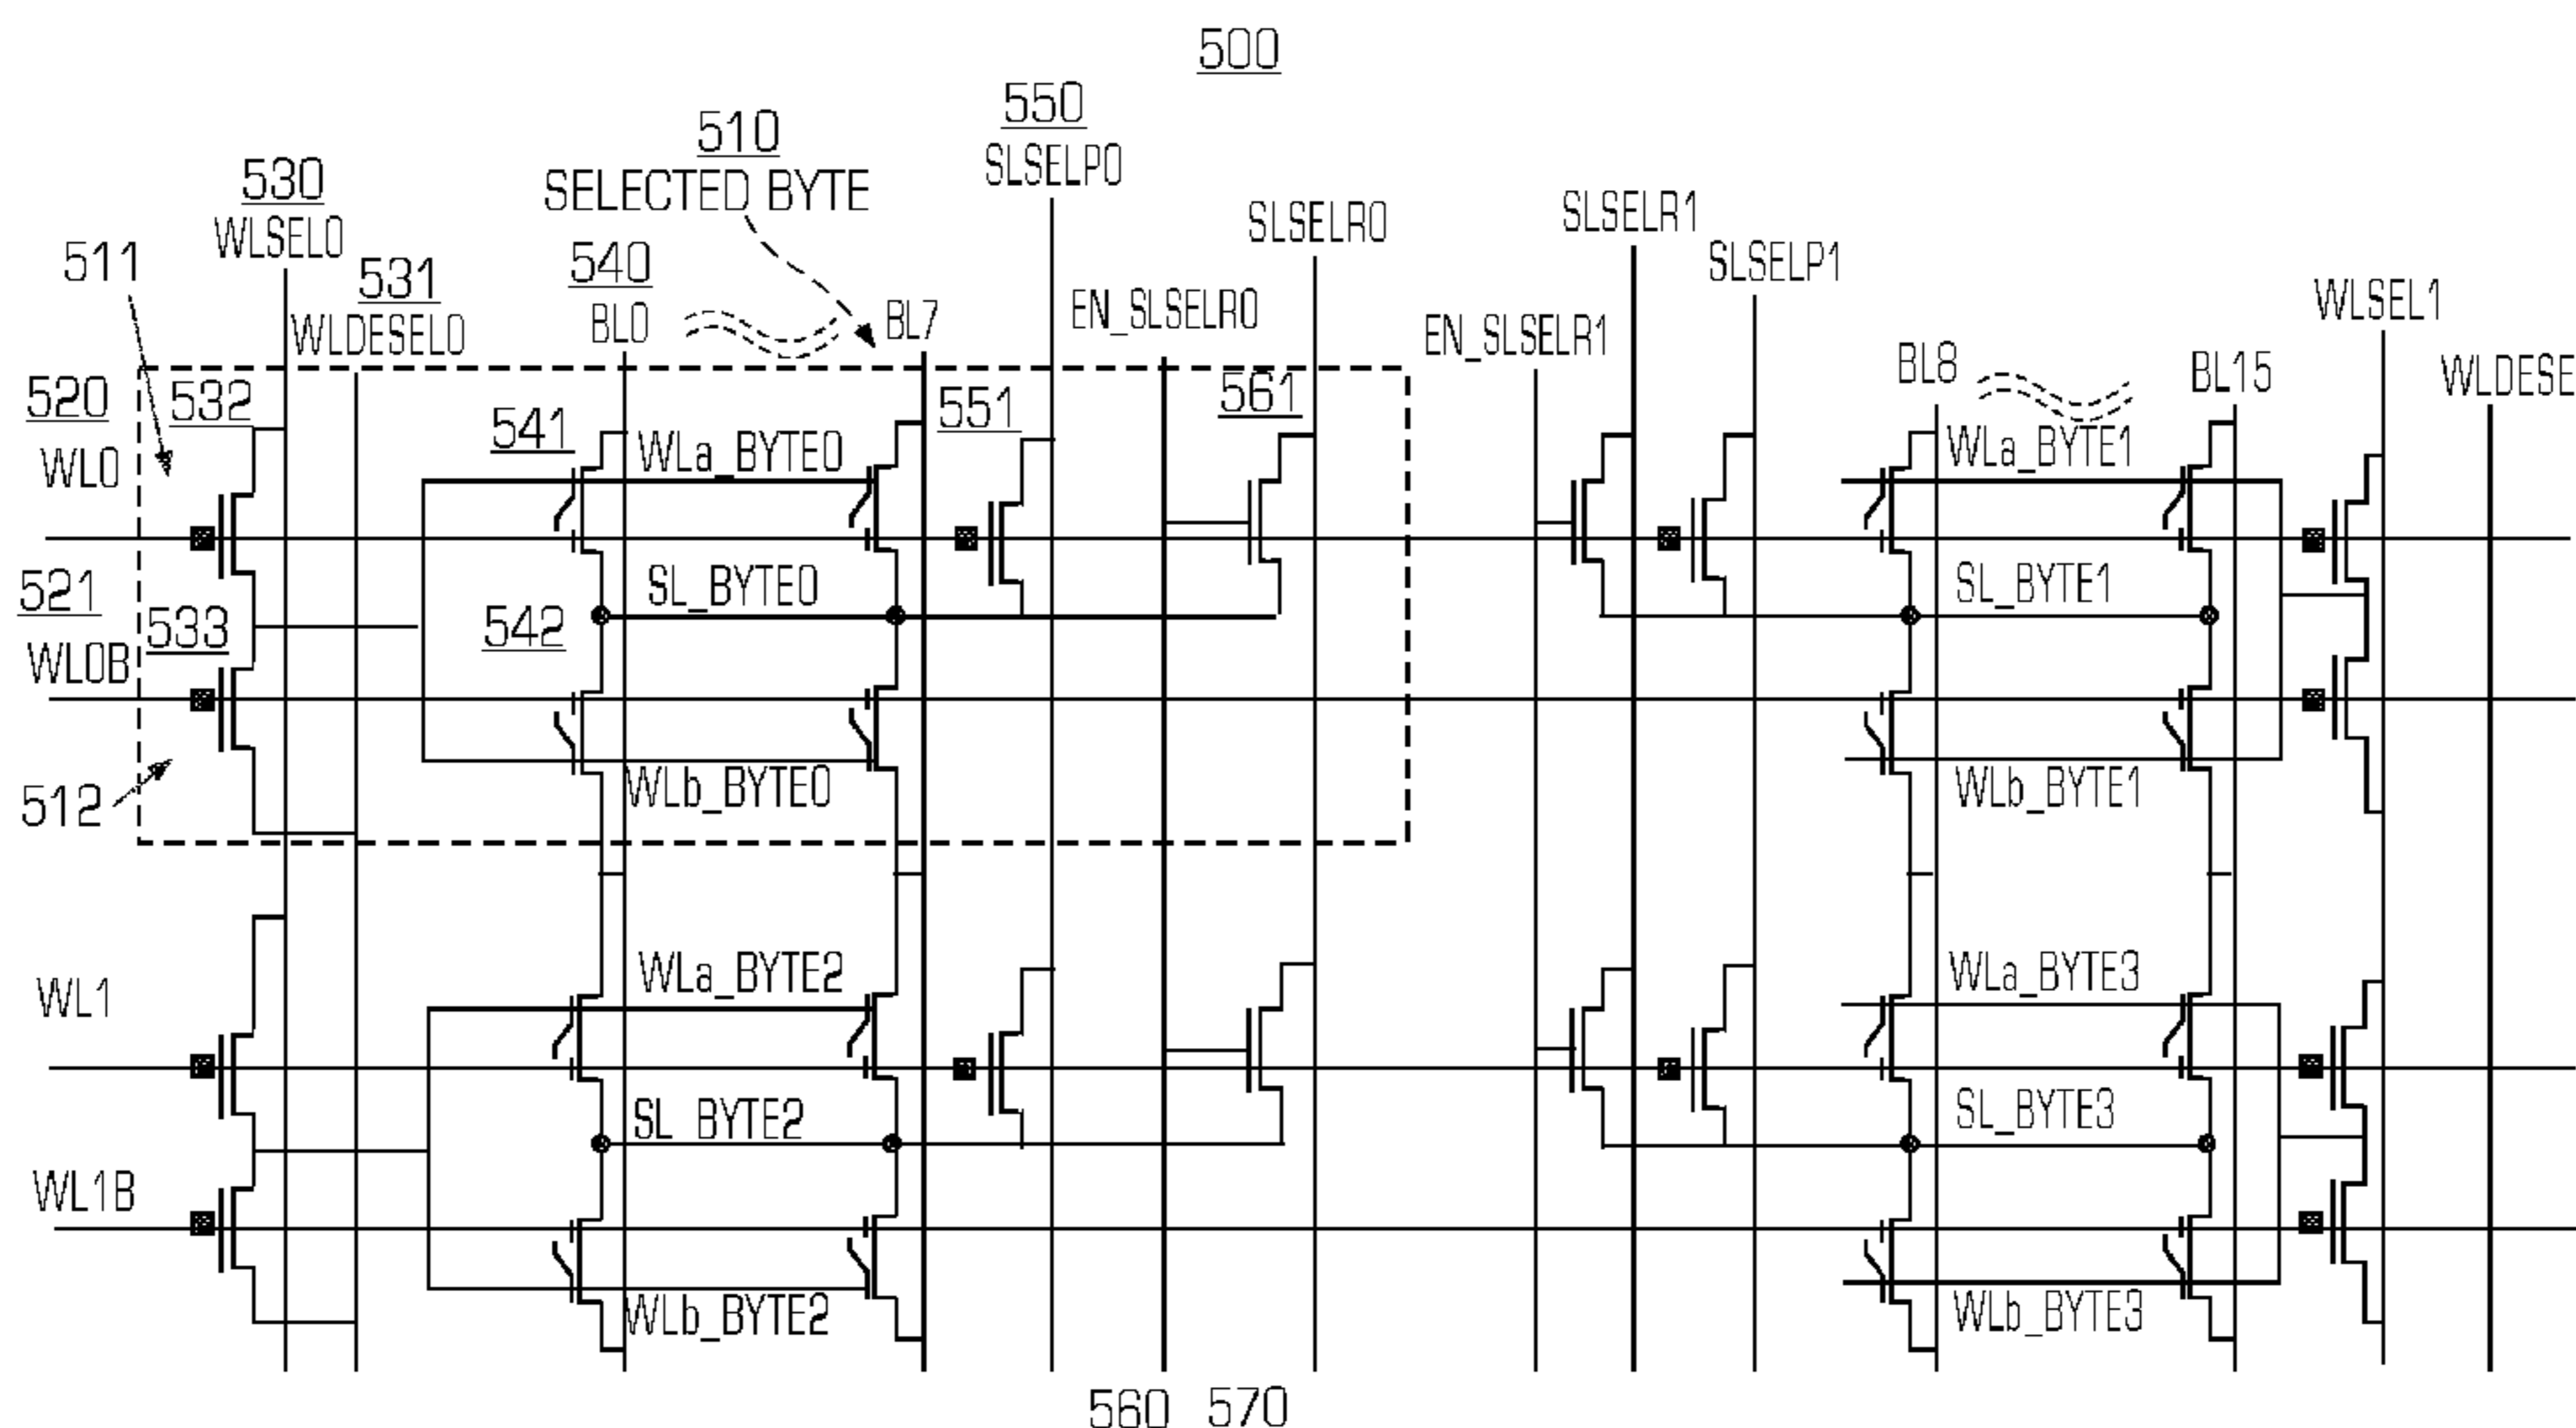 500
550
SLSELP0
510
SELECTED BYTE
530
WLSEL0
SLSELR0
SLSELR1
SLSELP1
511
531
WLDESEL0
540
BL0
BL7
EN_SLSELR0
EN_SLSELR1
WLSEL1
BL8
BL15
WLDESE
520
WL0
532
541
WLa_BYTE0
551
561
WLa_BYTE1
521
WL0B
533
542
SL_BYTE0
SL_BYTE1
512
WLb_BYTE0
WLb_BYTE1
WL1
WLa_BYTE2
WLa_BYTE3
SL_BYTE2
SL_BYTE3
WL1B
WLb_BYTE2
WLb_BYTE3
560
570